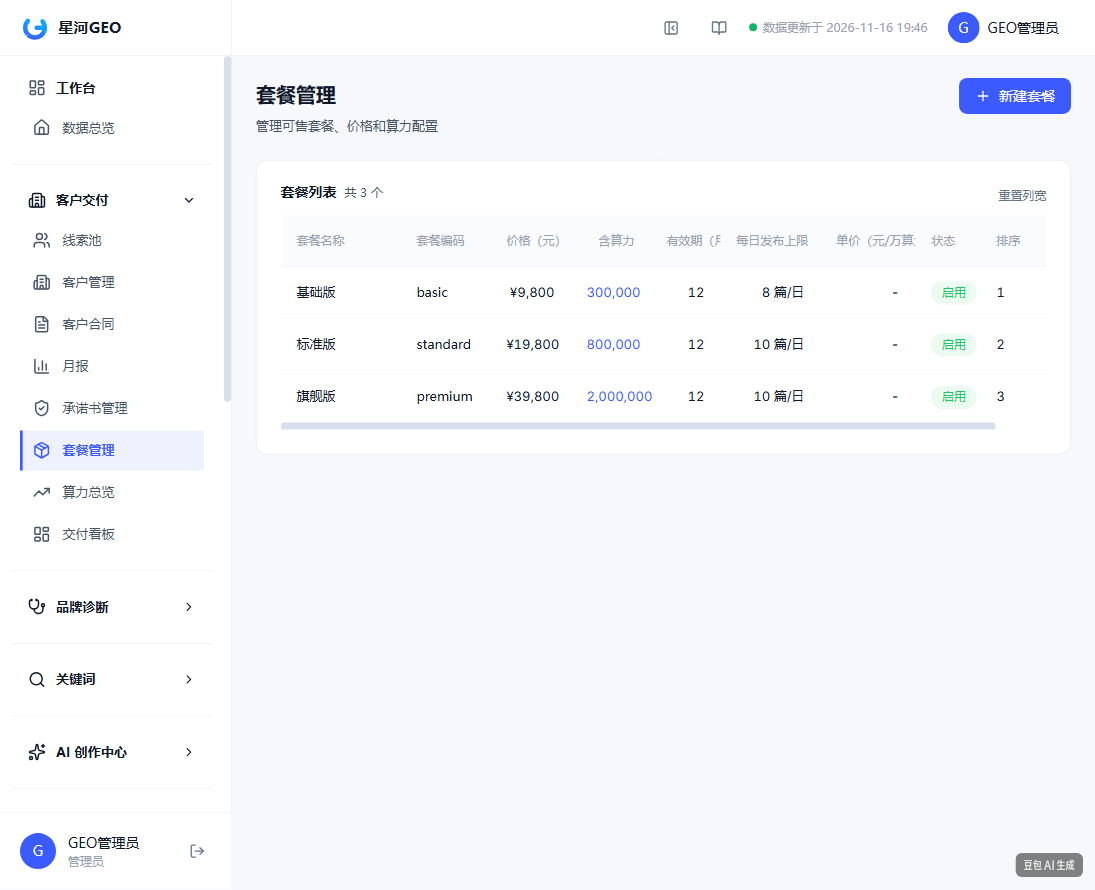 星河GEO
数据更新于 2026-11-16 19:46
G
GEO管理员
工作台
数据总览
客户交付
线索池
客户管理
客户合同
月报
承诺书管理
套餐管理
算力总览
交付看板
品牌诊断
关键词
AI 创作中心
G
GEO管理员
管理员
套餐管理
管理可售套餐、价格和算力配置
+ 新建套餐
套餐列表 共 3 个
重置列宽
套餐名称 套餐编码 价格（元） 含算力 有效期（月 每日发布上限 单价（元/万算 状态 排序
基础版 basic ¥9,800 300,000 12 8 篇/日 - 启用 1
标准版 standard ¥19,800 800,000 12 10 篇/日 - 启用 2
旗舰版 premium ¥39,800 2,000,000 12 10 篇/日 - 启用 3
豆包 AI 生成